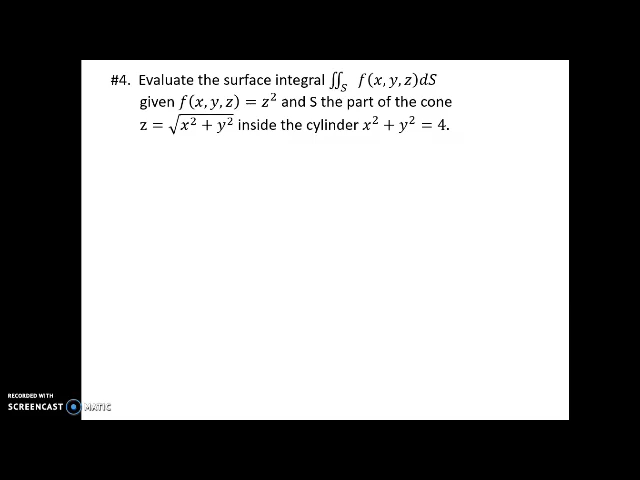 #4. Evaluate the surface integral ∬_S f(x, y, z)dS
given f(x, y, z) = z² and S the part of the cone
z = √(x² + y²) inside the cylinder x² + y² = 4.
RECORDED WITH
SCREENCAST MATIC